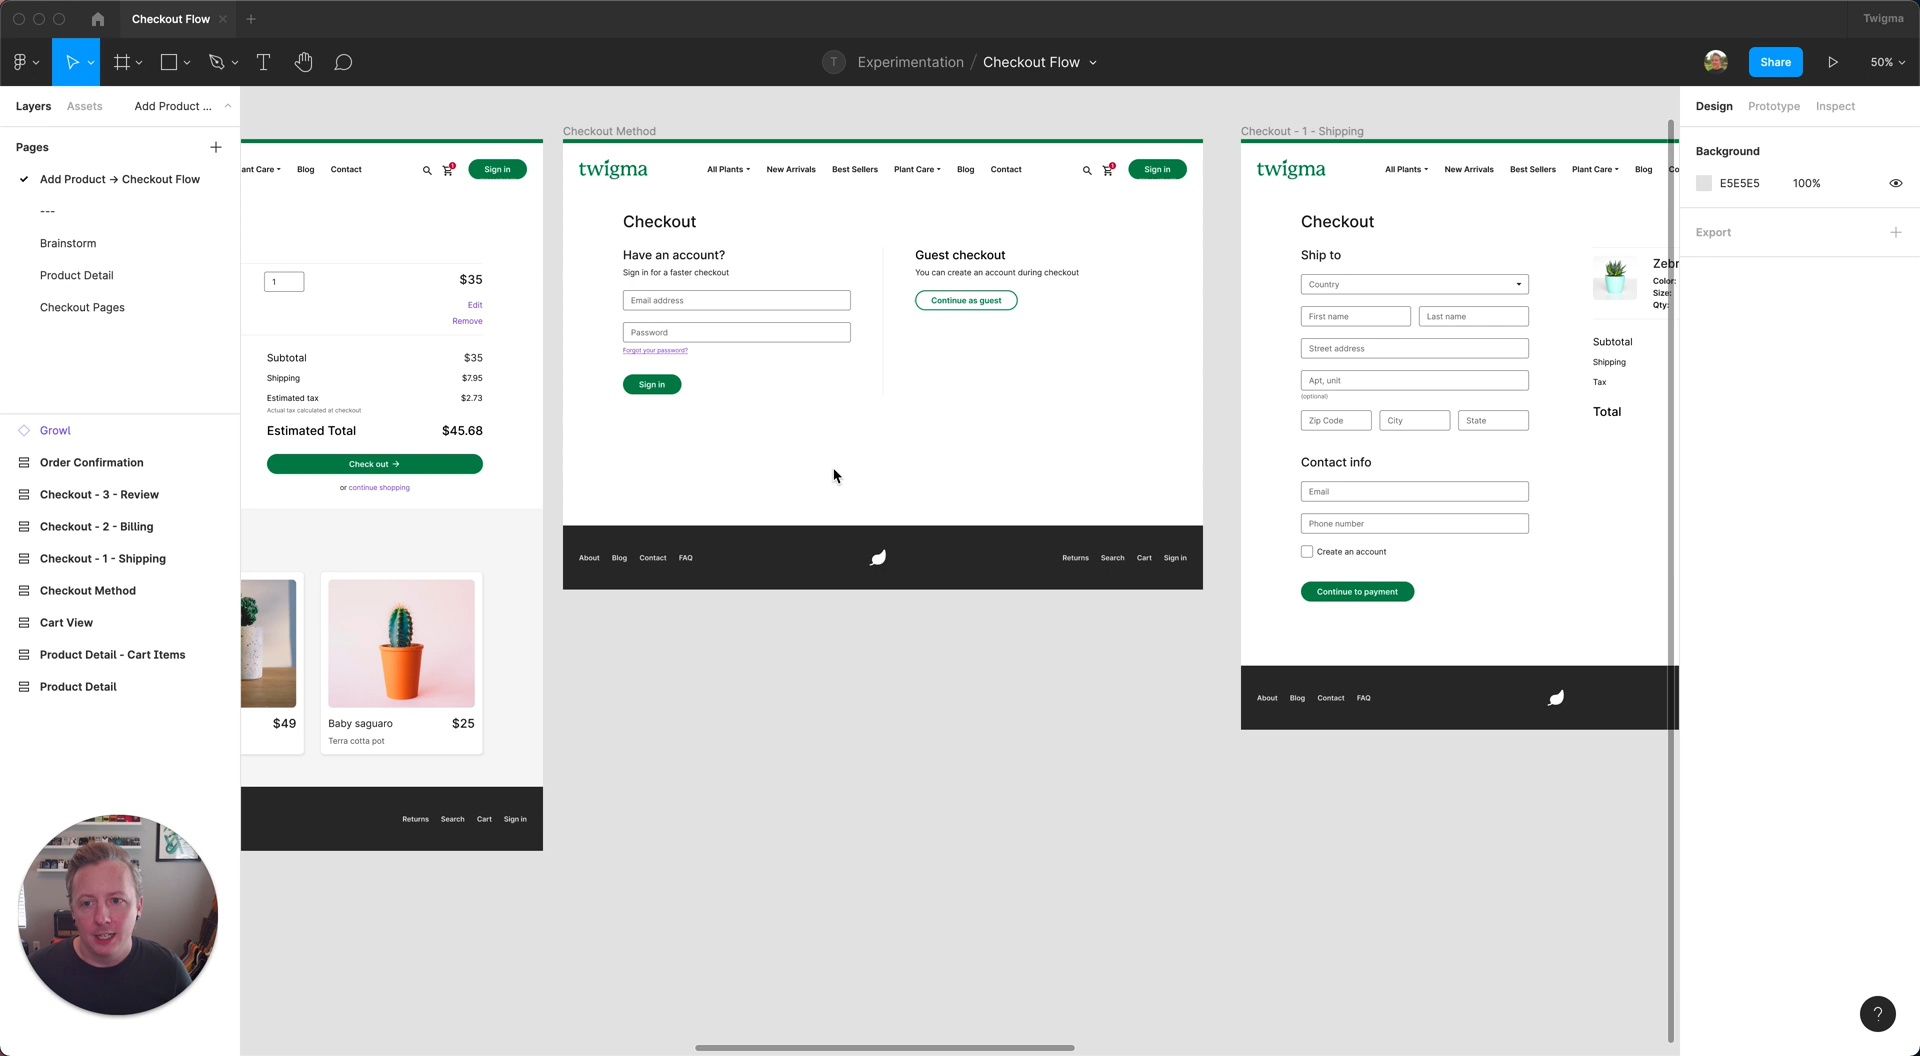 Checkout Flow
Twigma
T Experimentation / Checkout Flow
Share
50%
Layers
Assets
Add Product ...
Pages
Add Product → Checkout Flow
---
Brainstorm
Product Detail
Checkout Pages
Growl
Order Confirmation
Checkout - 3 - Review
Checkout - 2 - Billing
Checkout - 1 - Shipping
Checkout Method
Cart View
Product Detail - Cart Items
Product Detail
ant Care
Blog
Contact
1
Sign in
1
$35
Edit
Remove
Subtotal $35
Shipping $7.95
Estimated tax $2.73
Actual tax calculated at checkout
Estimated Total $45.68
Check out →
or continue shopping
$49
Baby saguaro $25
Terra cotta pot
Returns Search Cart Sign in
Checkout Method
twigma
All Plants
New Arrivals
Best Sellers
Plant Care
Blog
Contact
1
Sign in
Checkout
Have an account?
Sign in for a faster checkout
Email address
Password
Forgot your password?
Sign in
Guest checkout
You can create an account during checkout
Continue as guest
About Blog Contact FAQ
Returns Search Cart Sign in
Checkout - 1 - Shipping
twigma
All Plants
New Arrivals
Best Sellers
Plant Care
Blog
Co
Checkout
Ship to
Country
First name
Last name
Street address
Apt, unit
(optional)
Zip Code
City
State
Contact info
Email
Phone number
Create an account
Continue to payment
Zebr
Color:
Size:
Qty:
Subtotal
Shipping
Tax
Total
About Blog Contact FAQ
Design
Prototype
Inspect
Background
E5E5E5 100%
Export
?